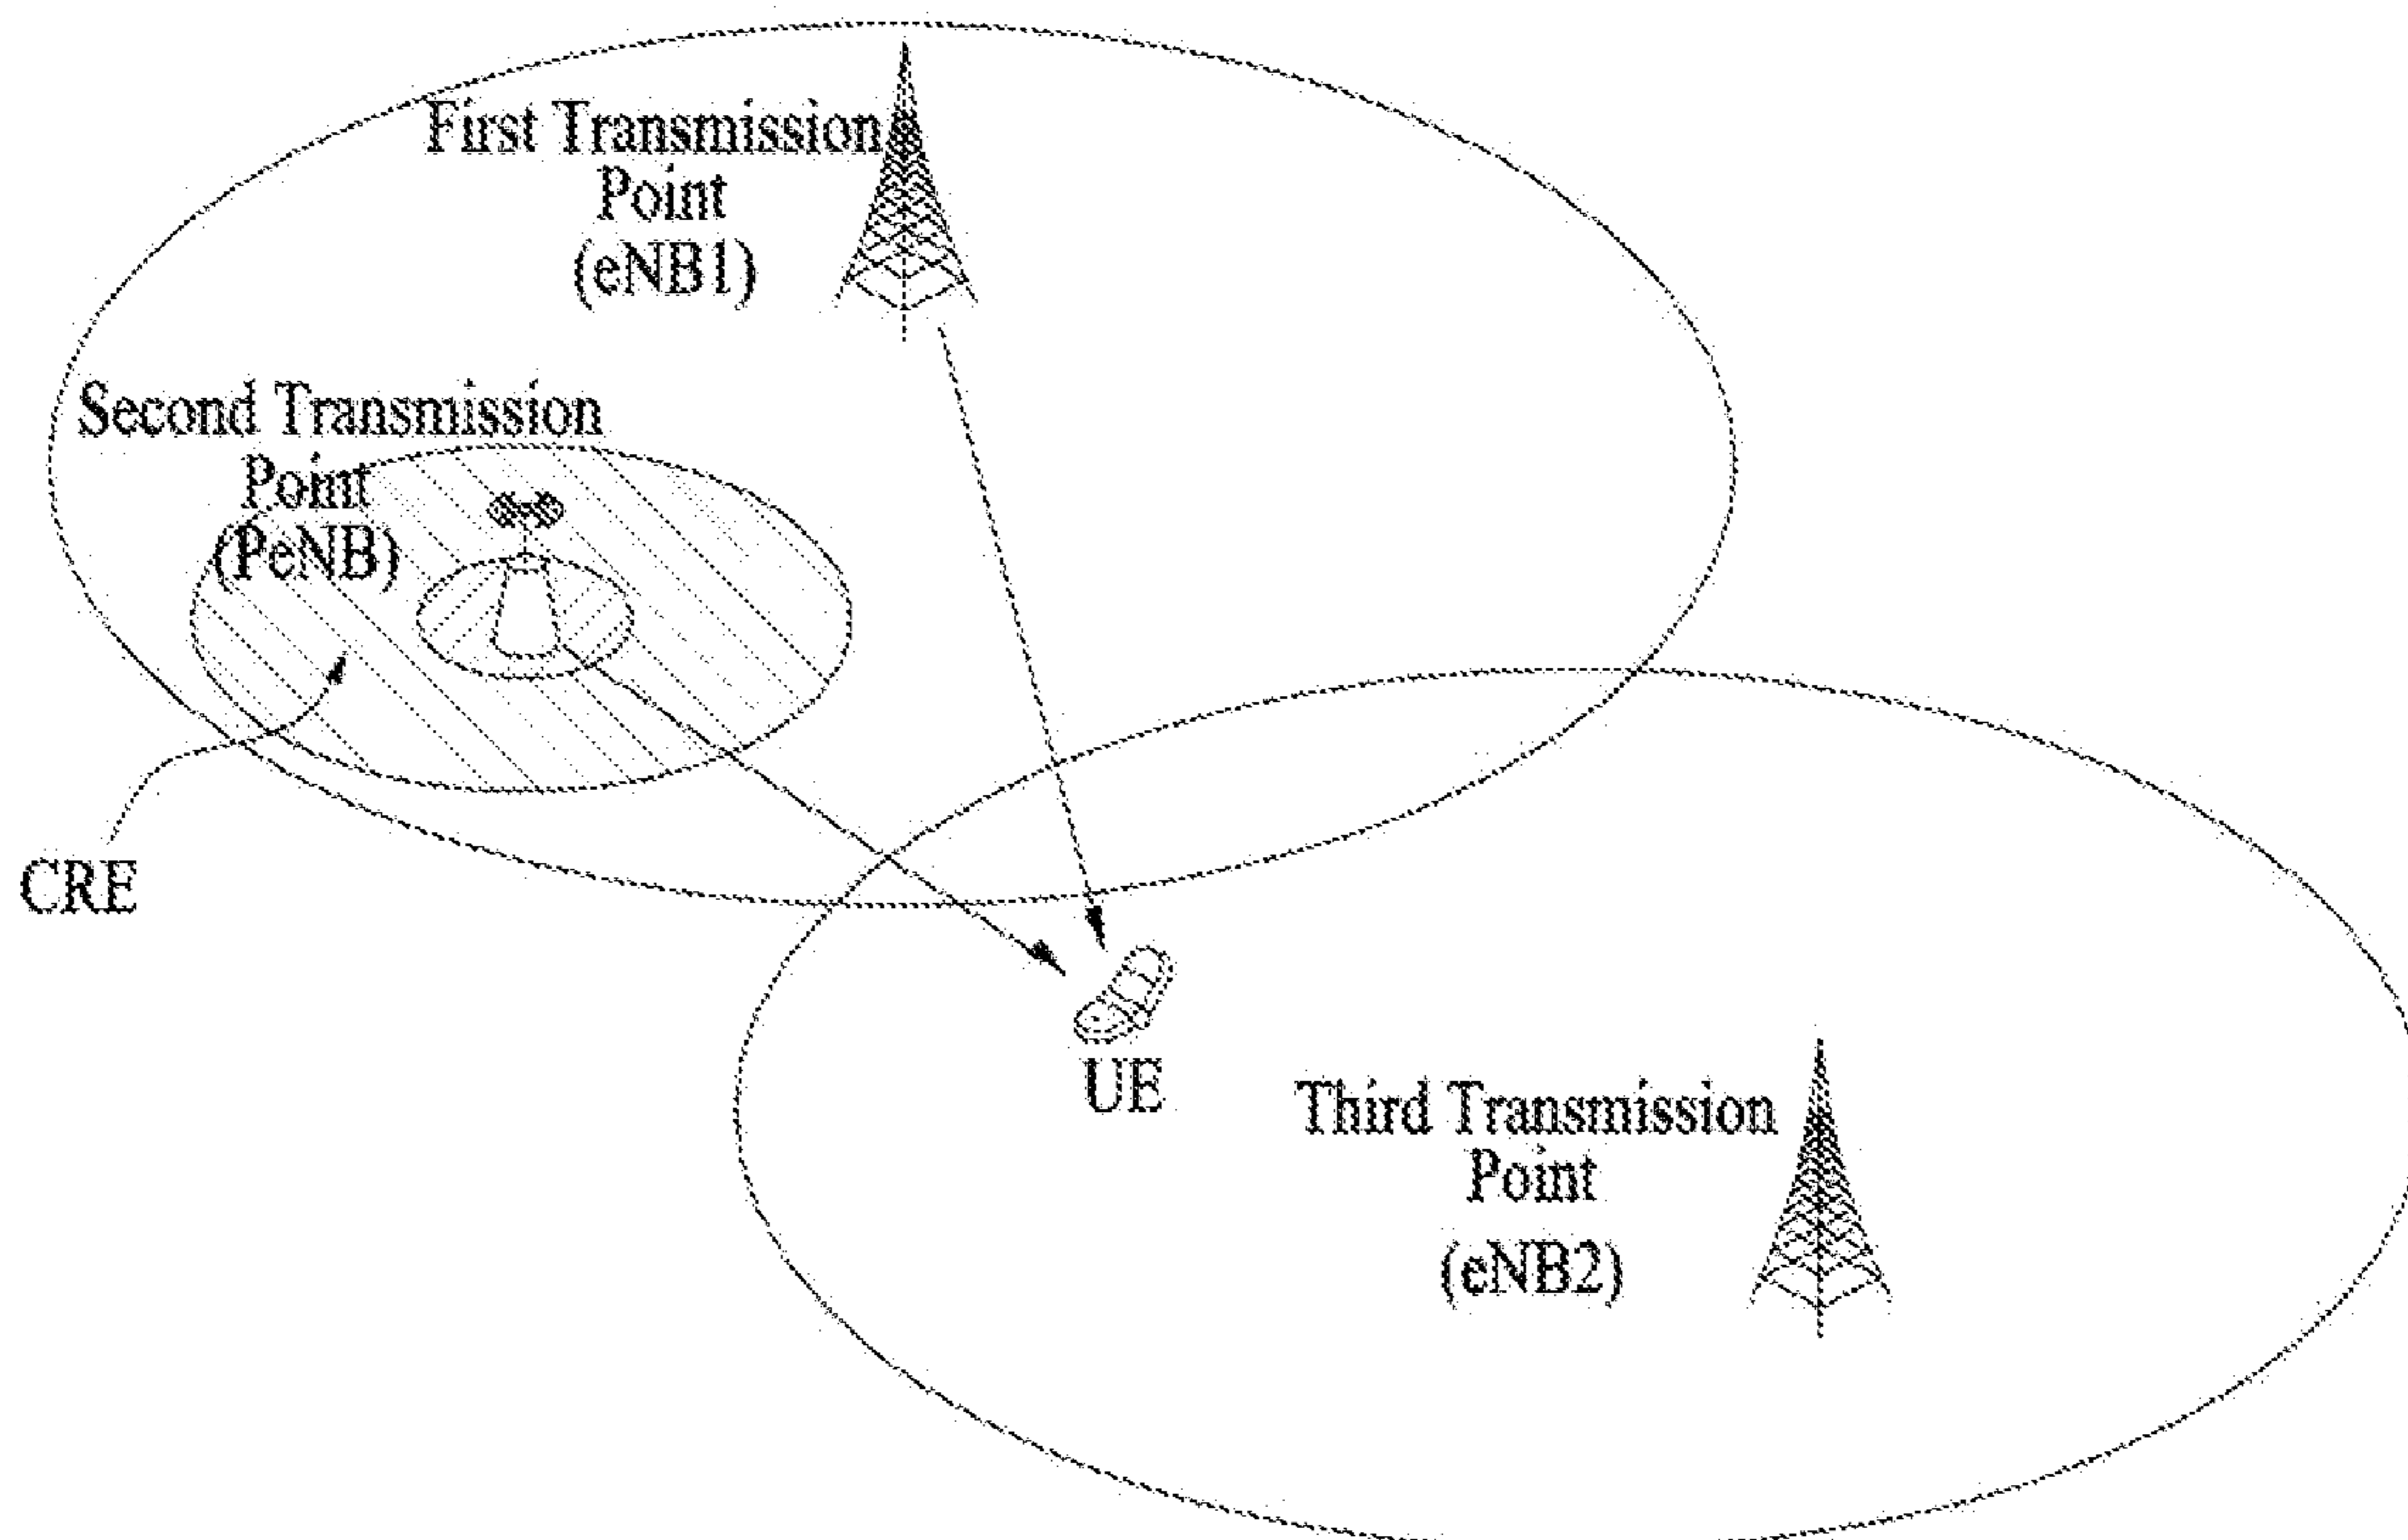 First Transmission
Point
(eNB1)
Second Transmission
Point
(PeNB)
CRE
UE
Third Transmission
Point
(eNB2)